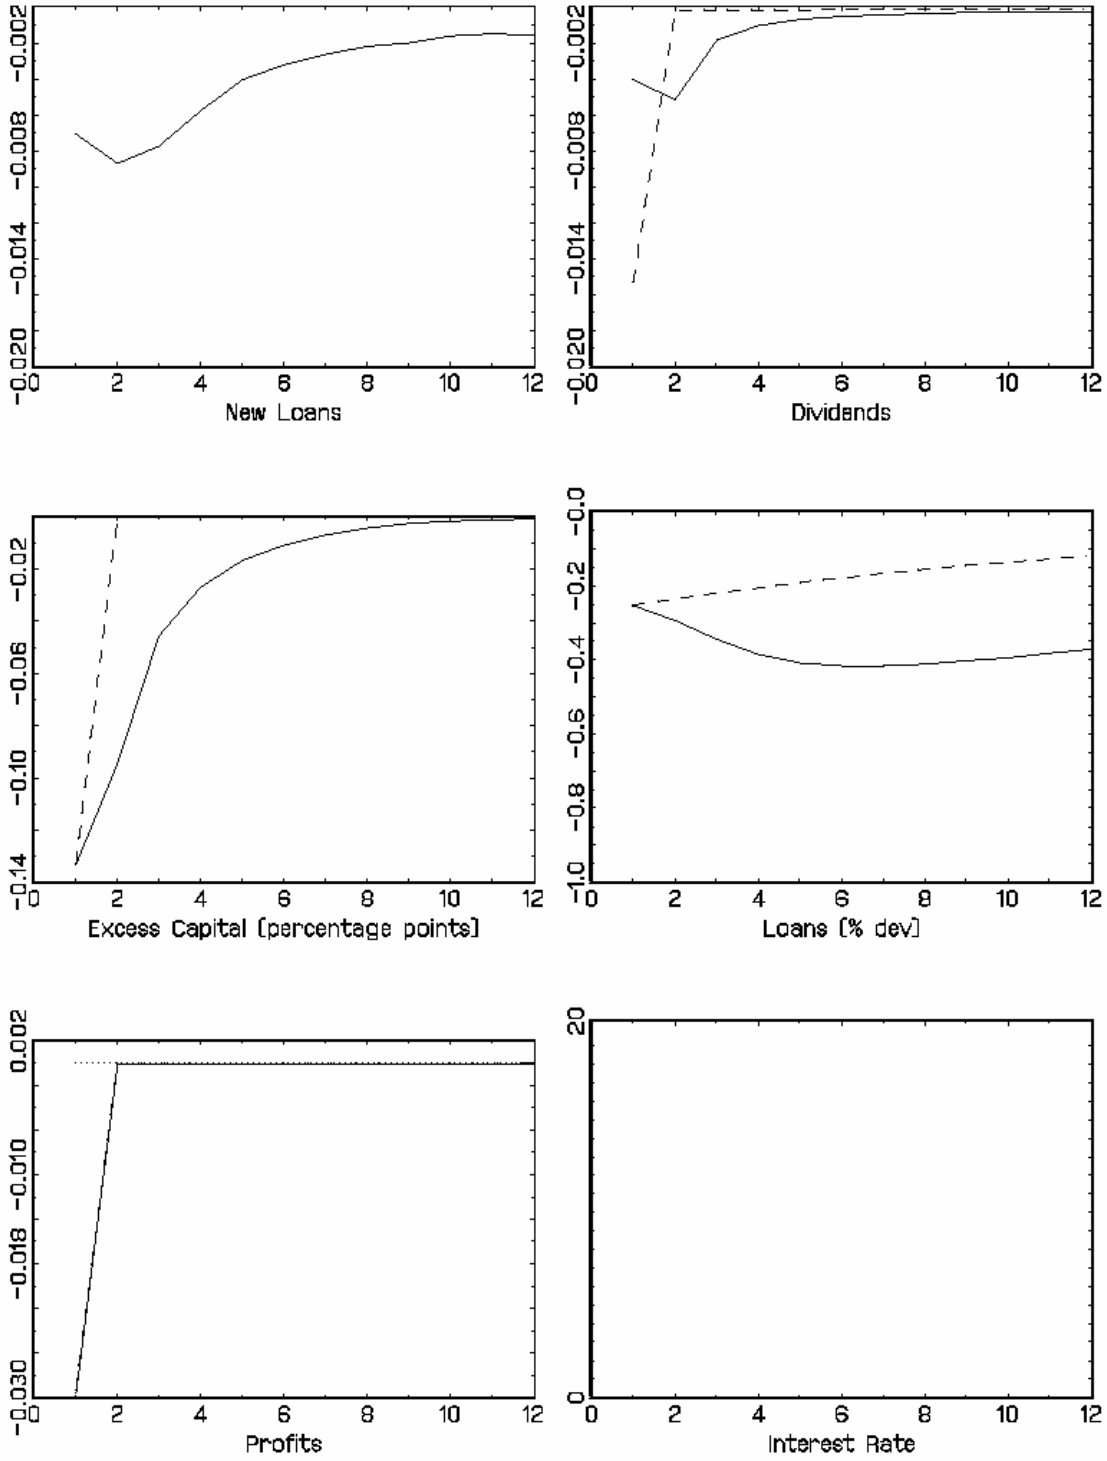 -0.002
-0.008
-0.014
-0.020
0 2 4 6 8 10 12
New Loans
-0.002
-0.008
-0.014
-0.020
0 2 4 6 8 10 12
Dividends
-0.02
-0.06
-0.10
-0.14
0 2 4 6 8 10 12
Excess Capital (percentage points)
-0.0
-0.2
-0.4
-0.6
-0.8
-1.0
0 2 4 6 8 10 12
Loans (% dev)
0.002
-0.010
-0.018
-0.030
0 2 4 6 8 10 12
Profits
20
0
0 2 4 6 8 10 12
Interest Rate